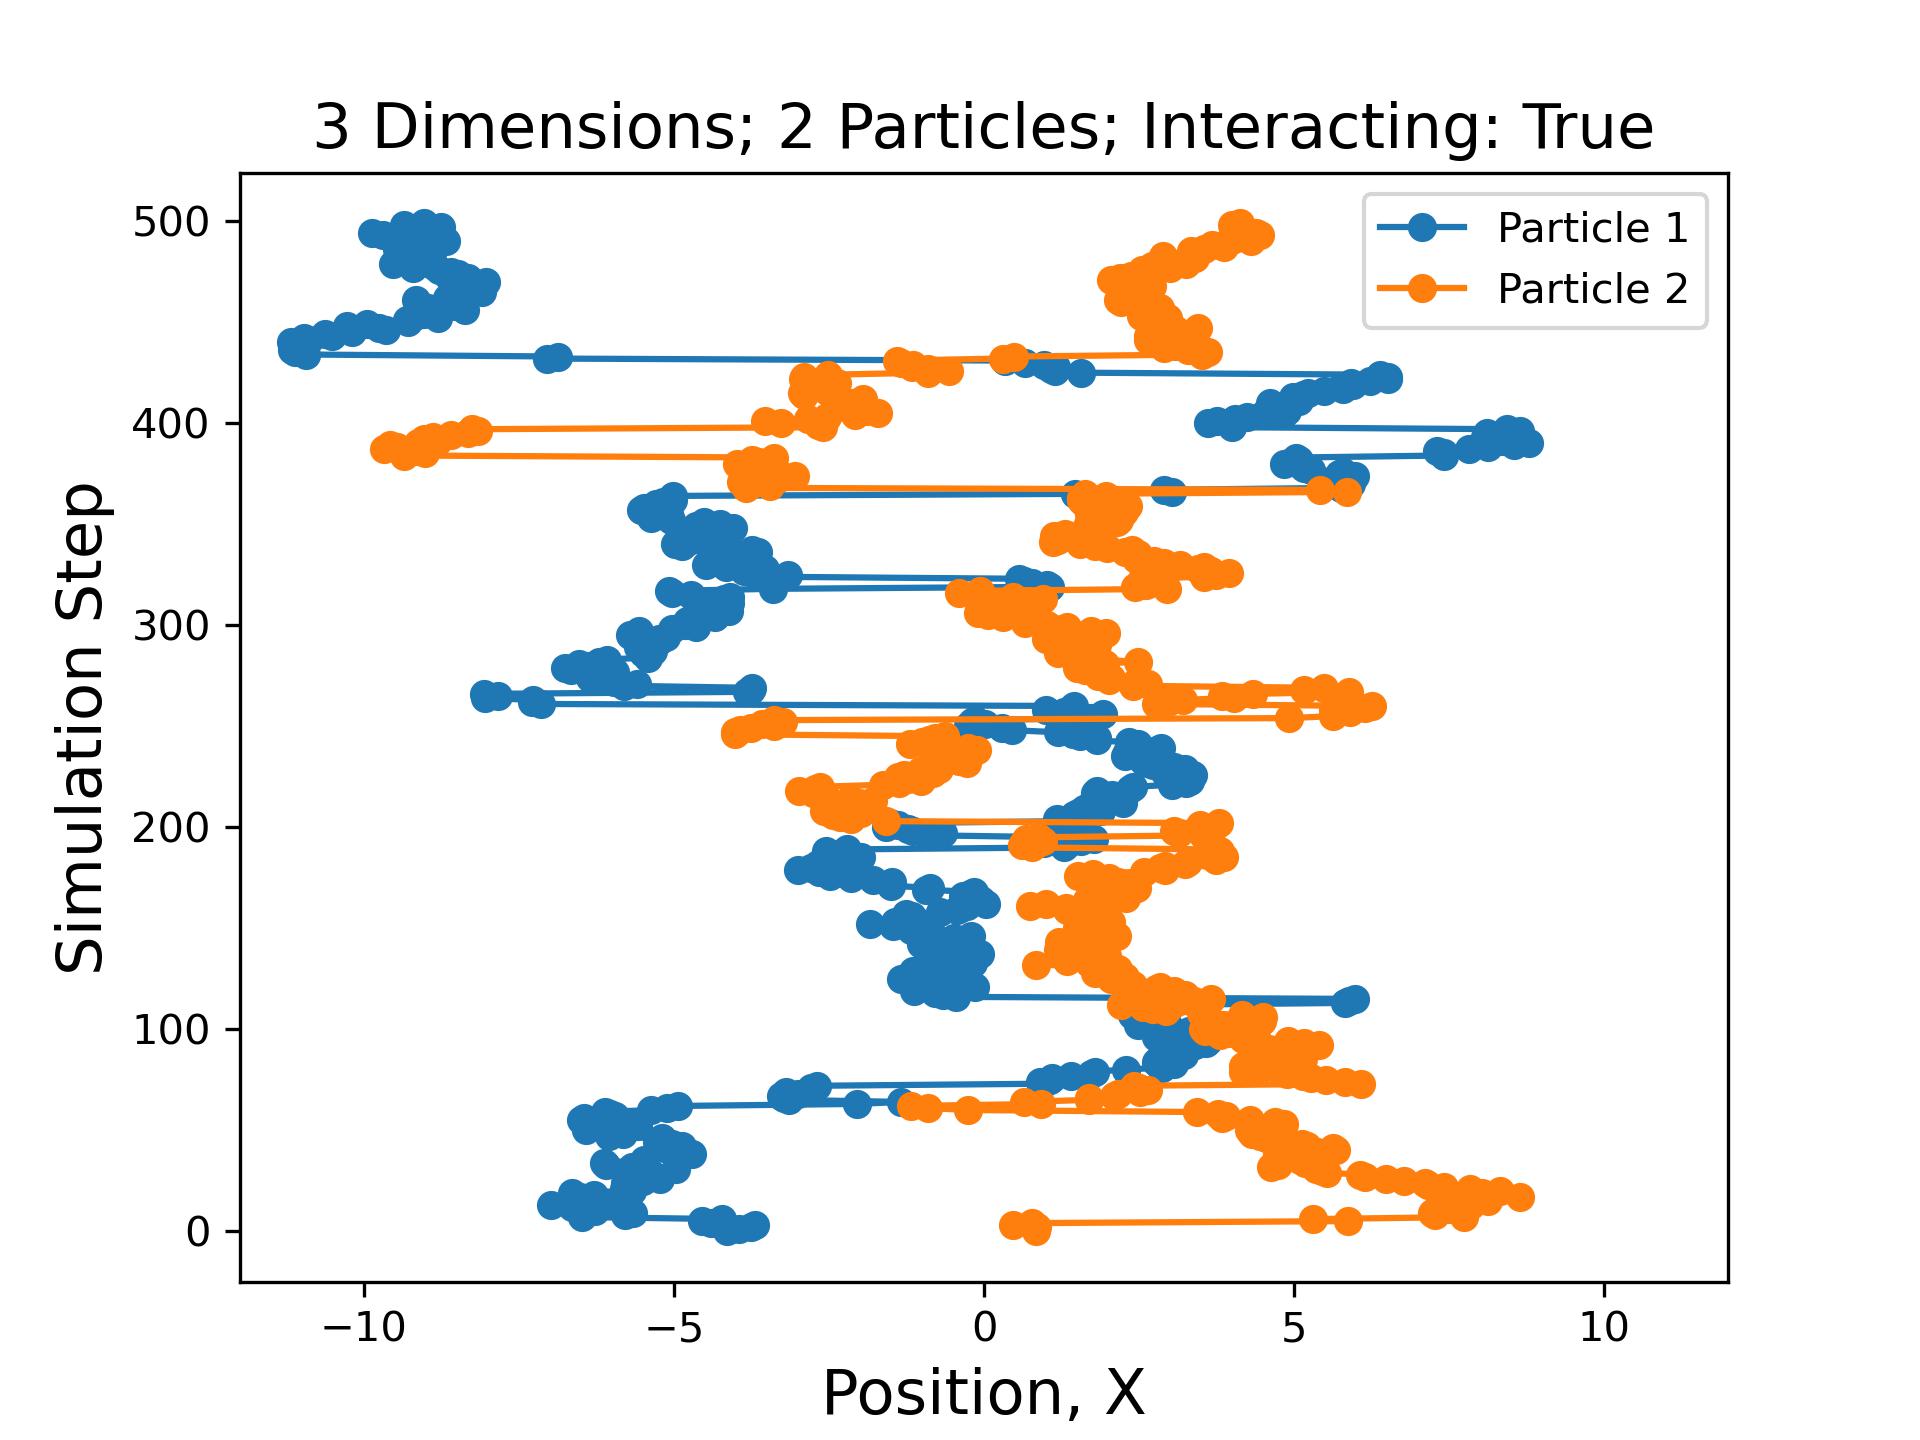 3 Dimensions; 2 Particles; Interacting: True
Particle 1
Particle 2
Simulation Step
500
400
300
200
100
0
−10
−5
0
5
10
Position, X